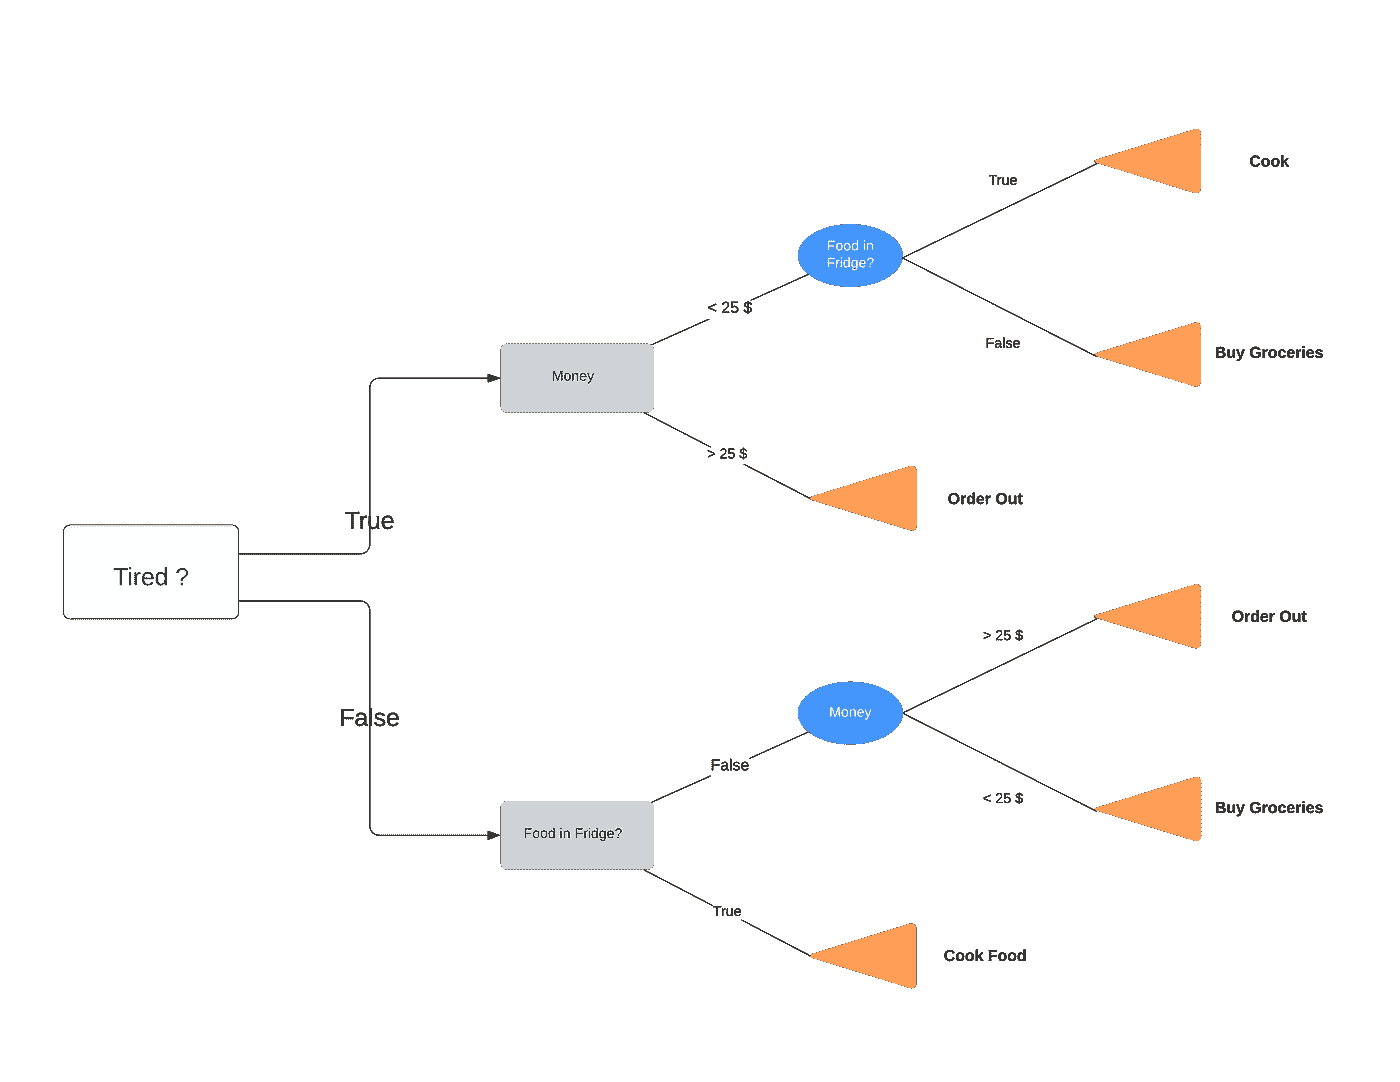 Cook
True
Food in
Fridge?
< 25 $
False
Buy Groceries
Money
> 25 $
Order Out
True
Tired ?
Order Out
> 25 $
Money
False
False
< 25 $
Buy Groceries
Food in Fridge?
True
Cook Food